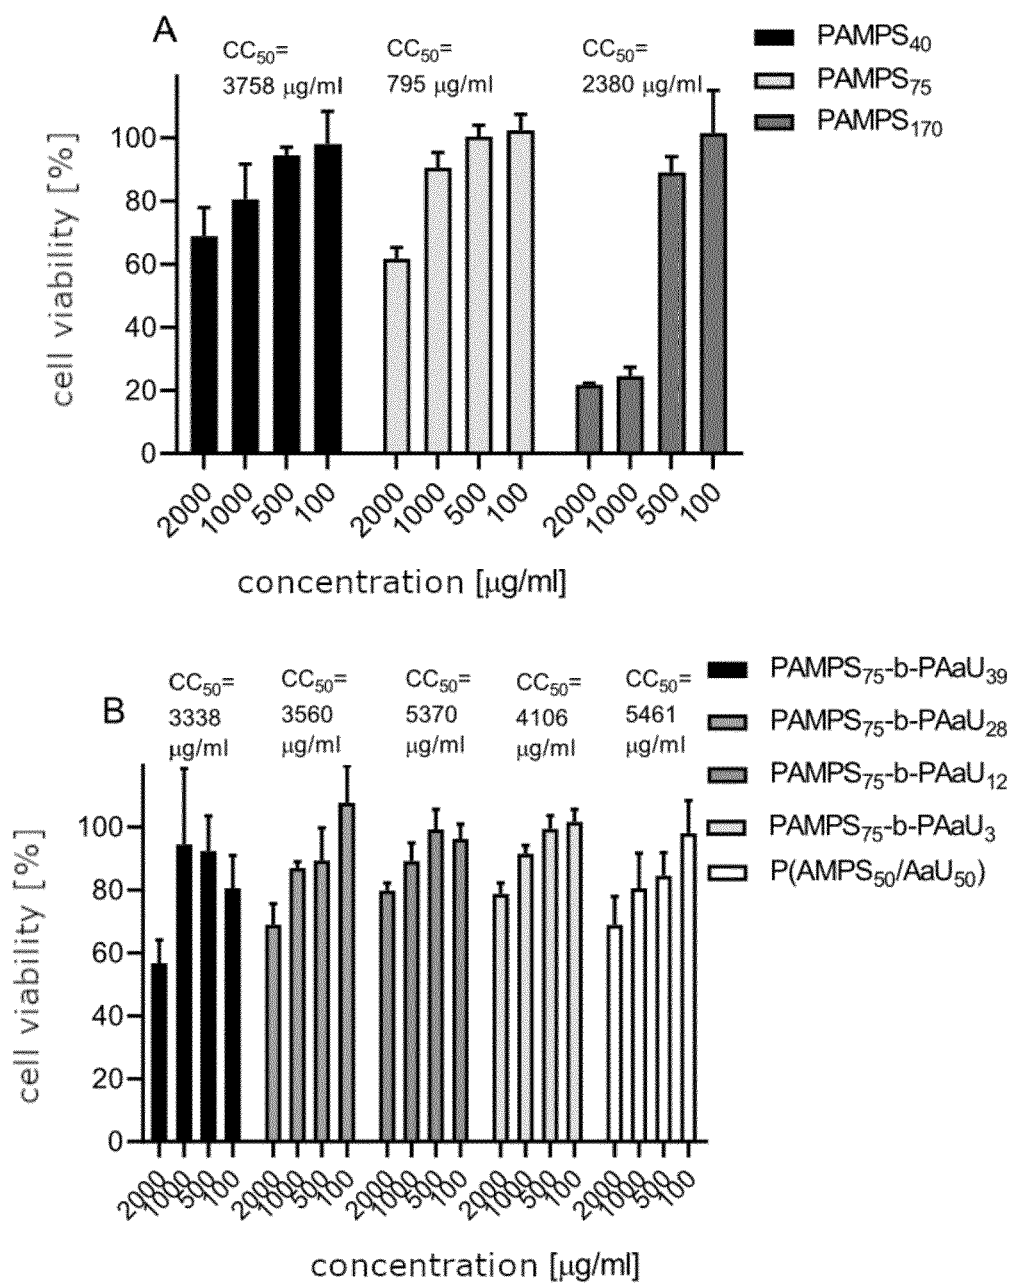 A
CC50=
3758 μg/ml
CC50=
795 μg/ml
CC50=
2380 μg/ml
PAMPS40
PAMPS75
PAMPS170
cell viability [%]
100
80
60
40
20
0
2000
1000
500
100
2000
1000
500
100
2000
1000
500
100
concentration [μg/ml]
B
CC50=
3338
μg/ml
CC50=
3560
μg/ml
CC50=
5370
μg/ml
CC50=
4106
μg/ml
CC50=
5461
μg/ml
PAMPS75-b-PAaU39
PAMPS75-b-PAaU28
PAMPS75-b-PAaU12
PAMPS75-b-PAaU3
P(AMPS50/AaU50)
cell viability [%]
100
80
60
40
20
0
2000
1000
500
100
2000
1000
500
100
2000
1000
500
100
2000
1000
500
100
2000
1000
500
100
concentration [μg/ml]